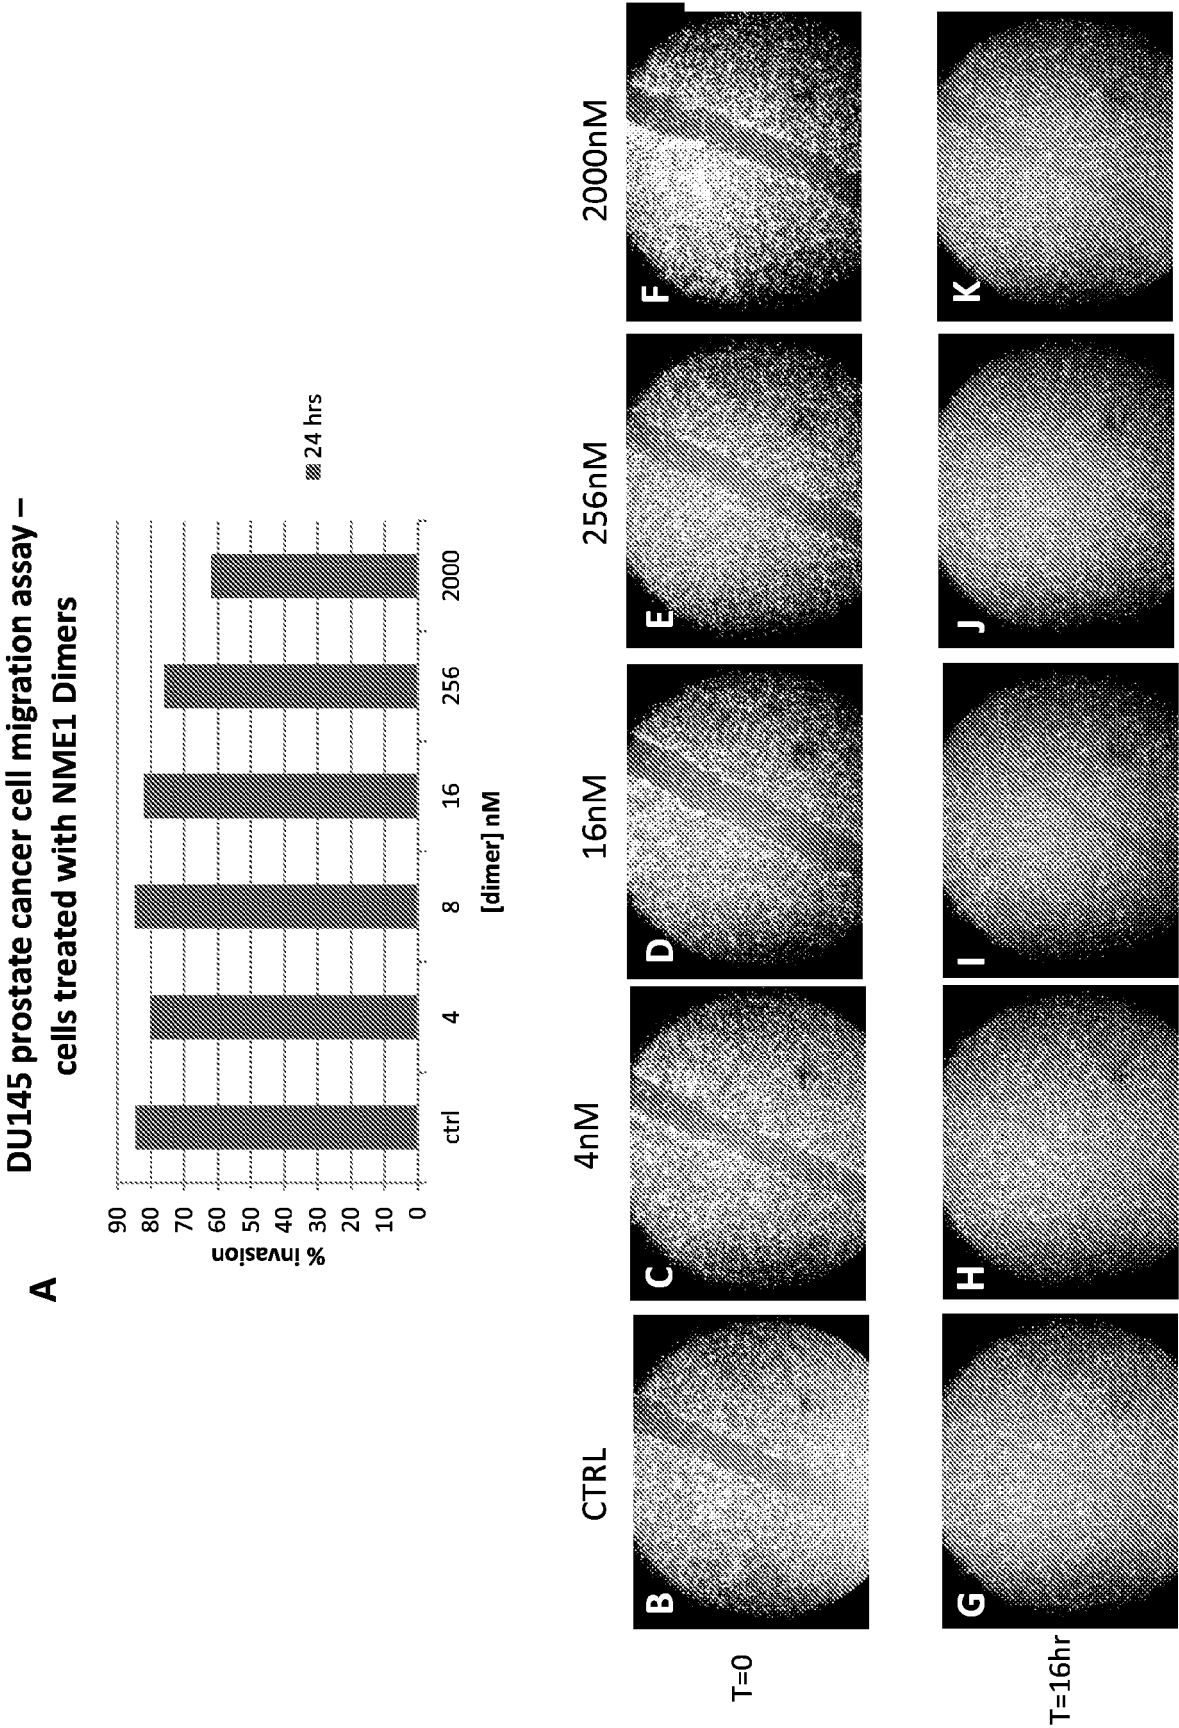 DU145 prostate cancer cell migration assay –
cells treated with NME1 Dimers
A
90
80
70
60
50
40
30
20
10
0
% invasion
ctrl
4
8
16
256
2000
[dimer] nM
24 hrs
CTRL
4nM
16nM
256nM
2000nM
T=0
B
C
D
E
F
T=16hr
G
H
I
J
K